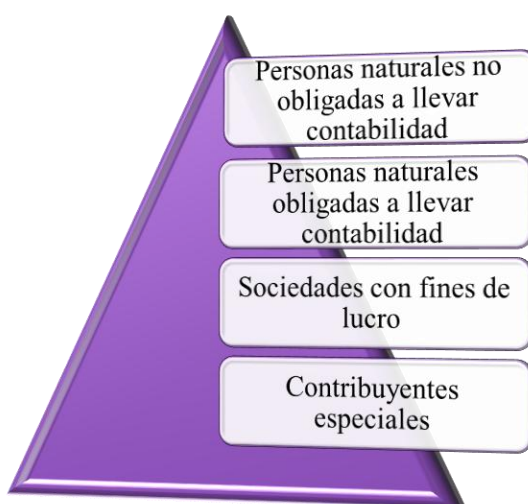 Personas naturales no
obligadas a llevar
contabilidad
Personas naturales
obligadas a llevar
contabilidad
Sociedades con fines de
lucro
Contribuyentes
especiales